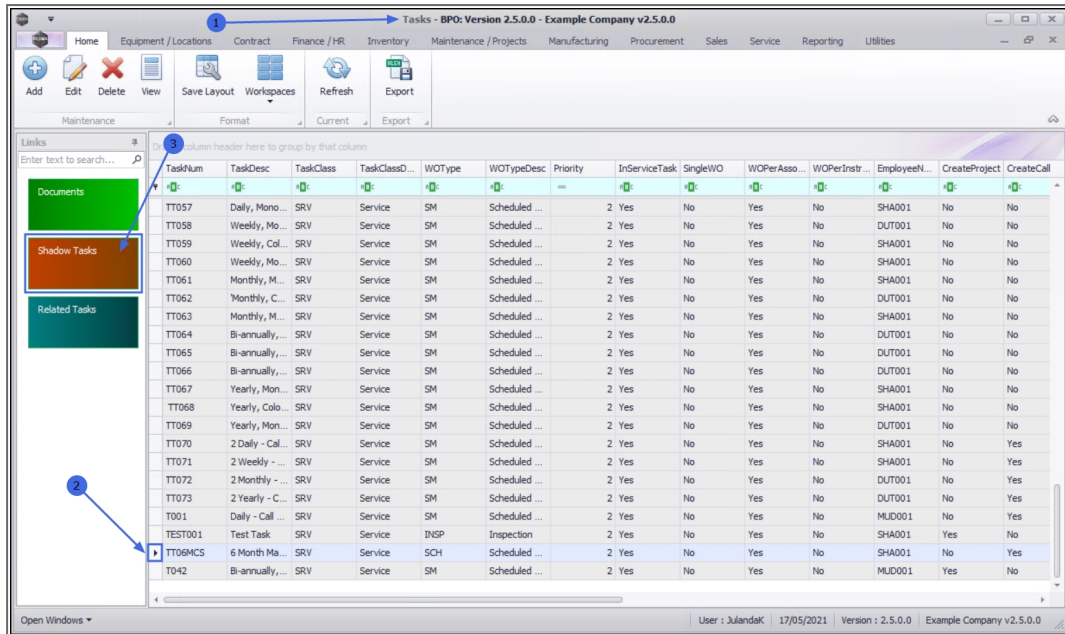 1
Tasks - BPO: Version 2.5.0.0 - Example Company v2.5.0.0
Home Equipment / Locations Contract Finance / HR Inventory Maintenance / Projects Manufacturing Procurement Sales Service Reporting Utilities
Add Edit Delete View Save Layout Workspaces Refresh Export
Maintenance Format Current Export
Links
3
column header here to group by that column
Enter text to search...
TaskNum TaskDesc TaskClass TaskClassD... WOType WOTypeDesc Priority InServiceTask SingleWO WOPerAsso... WOPerInstr... EmployeeN... CreateProject CreateCall
Documents
Shadow Tasks
Related Tasks
TT057 Daily, Mono... SRV Service SM Scheduled ... 2 Yes No Yes No SHA001 No No
TT058 Weekly, Mo... SRV Service SM Scheduled ... 2 Yes No Yes No DUT001 No No
TT059 Weekly, Col... SRV Service SM Scheduled ... 2 Yes No Yes No SHA001 No No
TT060 Weekly, Mo... SRV Service SM Scheduled ... 2 Yes No Yes No SHA001 No No
TT061 Monthly, M... SRV Service SM Scheduled ... 2 Yes No Yes No SHA001 No No
TT062 'Monthly, C... SRV Service SM Scheduled ... 2 Yes No Yes No DUT001 No No
TT063 Monthly, M... SRV Service SM Scheduled ... 2 Yes No Yes No SHA001 No No
TT064 Bi-annually,... SRV Service SM Scheduled ... 2 Yes No Yes No DUT001 No No
TT065 Bi-annually,... SRV Service SM Scheduled ... 2 Yes No Yes No DUT001 No No
TT066 Bi-annually,... SRV Service SM Scheduled ... 2 Yes No Yes No DUT001 No No
TT067 Yearly, Mon... SRV Service SM Scheduled ... 2 Yes No Yes No SHA001 No No
TT068 Yearly, Colo... SRV Service SM Scheduled ... 2 Yes No Yes No SHA001 No No
TT069 Yearly, Mon... SRV Service SM Scheduled ... 2 Yes No Yes No DUT001 No No
TT070 2 Daily - Cal... SRV Service SM Scheduled ... 2 Yes No Yes No SHA001 No Yes
TT071 2 Weekly - ... SRV Service SM Scheduled ... 2 Yes No Yes No SHA001 No Yes
TT072 2 Monthly - ... SRV Service SM Scheduled ... 2 Yes No Yes No DUT001 No Yes
TT073 2 Yearly - C... SRV Service SM Scheduled ... 2 Yes No Yes No DUT001 No Yes
2
T001 Daily - Call ... SRV Service SM Scheduled ... 2 Yes No Yes No MUD001 No Yes
TEST001 Test Task SRV Service INSP Inspection 2 Yes No Yes No SHA001 Yes No
TT06MCS 6 Month Ma... SRV Service SCH Scheduled ... 2 Yes No Yes No SHA001 No Yes
T042 Bi-annually,... SRV Service SM Scheduled ... 2 Yes No Yes No MUD001 Yes No
Open Windows User : JulandaK 17/05/2021 Version : 2.5.0.0 Example Company v2.5.0.0